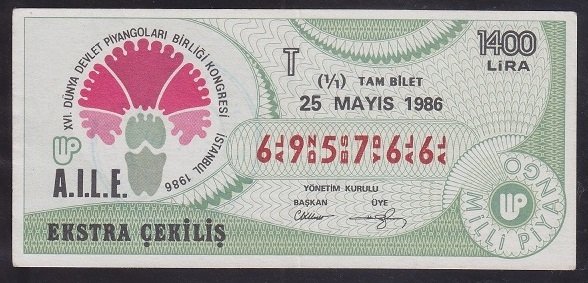 XVI. DÜNYA DEVLET PİYANGOLARI BİRLİĞİ KONGRESİ İSTANBUL 1986
A.I.L.E.
EKSTRA ÇEKİLİŞ
T
(1/1) TAM BİLET
25 MAYIS 1986
1400
LİRA
6 9 5 7 6 6
YÖNETİM KURULU
BAŞKAN ÜYE
MİLLİ PİYANGO